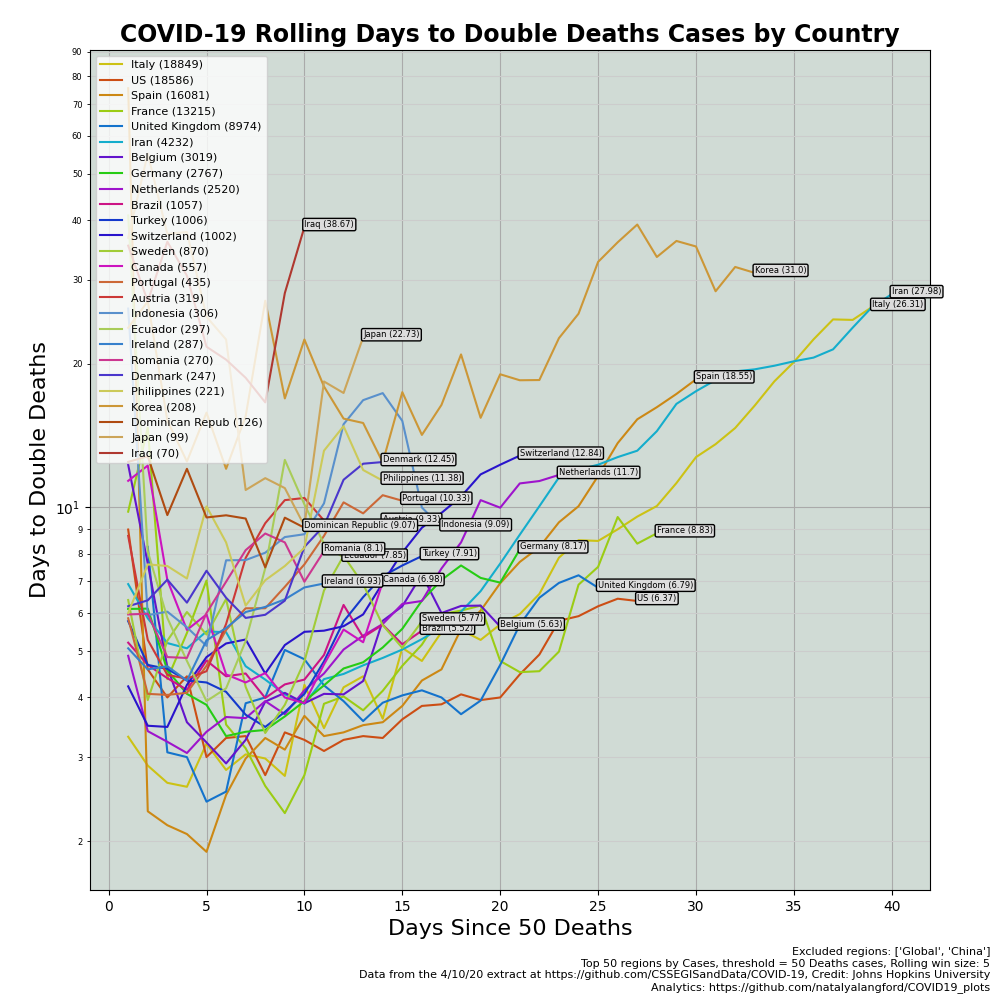 COVID-19 Rolling Days to Double Deaths Cases by Country
Days to Double Deaths
90
80
70
60
50
40
30
20
10¹
9
8
7
6
5
4
3
2
Italy (18849)
US (18586)
Spain (16081)
France (13215)
United Kingdom (8974)
Iran (4232)
Belgium (3019)
Germany (2767)
Netherlands (2520)
Brazil (1057)
Turkey (1006)
Switzerland (1002)
Sweden (870)
Canada (557)
Portugal (435)
Austria (319)
Indonesia (306)
Ecuador (297)
Ireland (287)
Romania (270)
Denmark (247)
Philippines (221)
Korea (208)
Dominican Repub (126)
Japan (99)
Iraq (70)
Iraq (38.67)
Korea (31.0)
Iran (27.98)
Italy (26.31)
Japan (22.73)
Spain (18.55)
Switzerland (12.84)
Denmark (12.45)
Netherlands (11.7)
Philippines (11.38)
Portugal (10.33)
Austria (9.33)
Indonesia (9.09)
Dominican Republic (9.07)
France (8.83)
Germany (8.17)
Romania (8.1)
Ecuador (7.85)
Turkey (7.91)
Ireland (6.93)
Canada (6.98)
United Kingdom (6.79)
US (6.37)
Sweden (5.77)
Brazil (5.52)
Belgium (5.63)
0 5 10 15 20 25 30 35 40
Days Since 50 Deaths
Excluded regions: ['Global', 'China']
Top 50 regions by Cases, threshold = 50 Deaths cases, Rolling win size: 5
Data from the 4/10/20 extract at https://github.com/CSSEGISandData/COVID-19, Credit: Johns Hopkins University
Analytics: https://github.com/natalyalangford/COVID19_plots